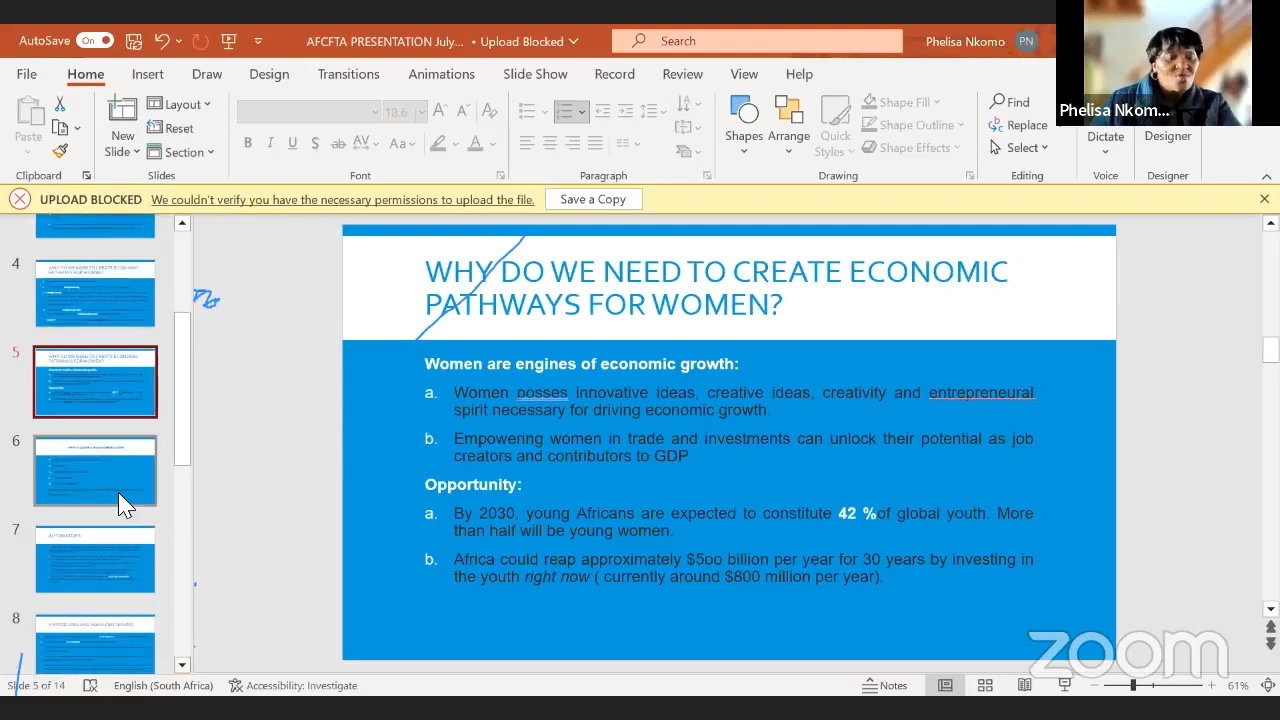 AutoSave On AFCFTA PRESENTATION July... • Upload Blocked Search Phelisa Nkomo PN
File Home Insert Draw Design Transitions Animations Slide Show Record Review View Help
Phelisa Nkom...
Paste New Slide Layout Reset Section 18.6 Shapes Arrange Quick Styles Shape Fill Shape Outline Shape Effects Find Replace Select Dictate Designer
Clipboard Slides Font Paragraph Drawing Editing Voice Designer
UPLOAD BLOCKED We couldn't verify you have the necessary permissions to upload the file. Save a Copy
4
5
6
7
8
WHY DO WE NEED TO CREATE ECONOMIC
PATHWAYS FOR WOMEN?
Women are engines of economic growth:
a. Women posses innovative ideas, creative ideas, creativity and entrepreneural
spirit necessary for driving economic growth.
b. Empowering women in trade and investments can unlock their potential as job
creators and contributors to GDP
Opportunity:
a. By 2030, young Africans are expected to constitute 42 %of global youth. More
than half will be young women.
b. Africa could reap approximately $5oo billion per year for 30 years by investing in
the youth right now ( currently around $800 million per year).
zoom
Slide 5 of 14 English (South Africa) Accessibility: Investigate Notes 61%